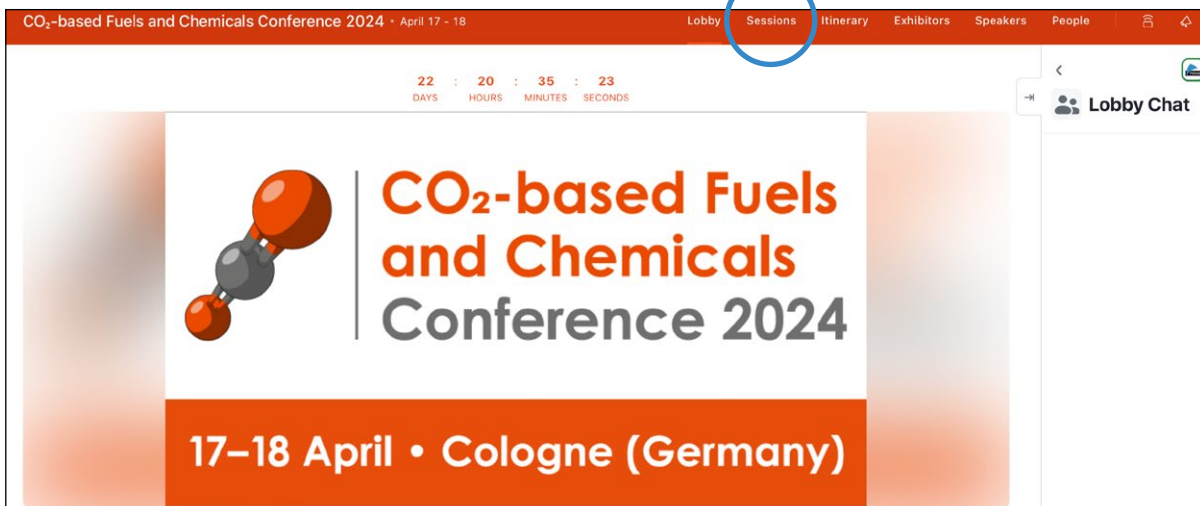 CO₂-based Fuels and Chemicals Conference 2024 • April 17 - 18
Lobby Sessions Itinerary Exhibitors Speakers People
22 : 20 : 35 : 23
DAYS HOURS MINUTES SECONDS
Lobby Chat
CO₂-based Fuels
and Chemicals
Conference 2024
17–18 April • Cologne (Germany)